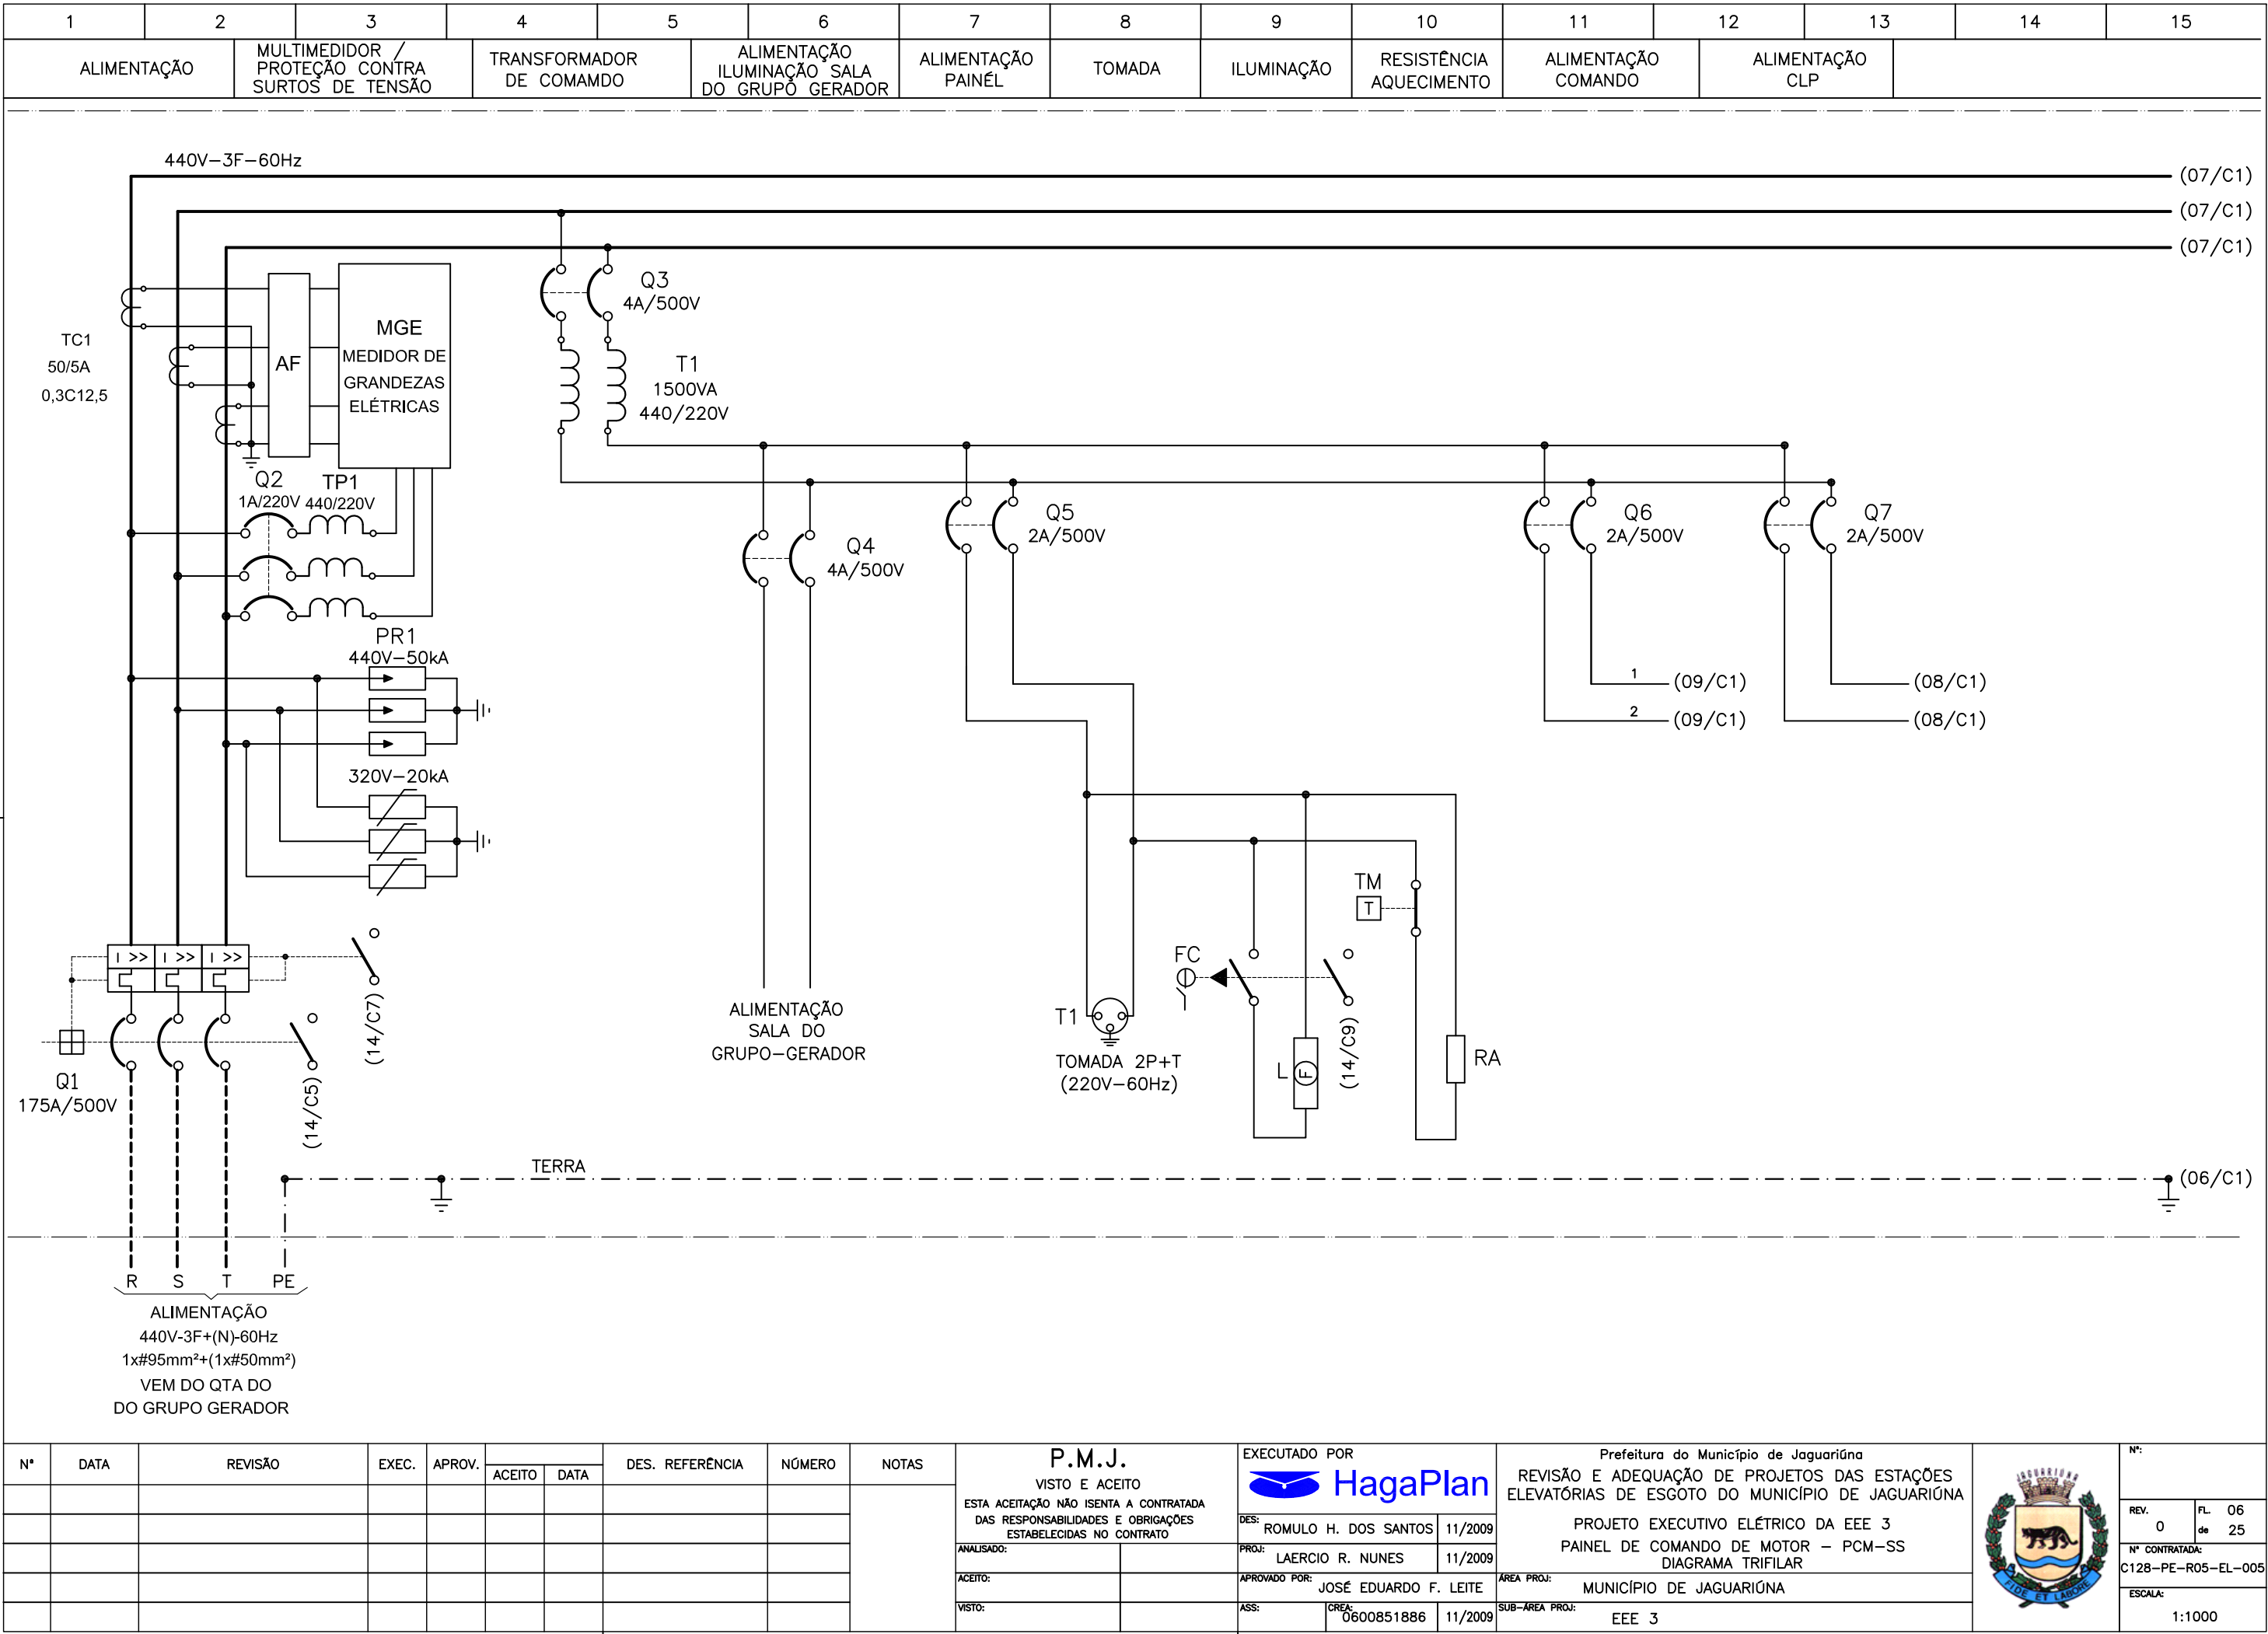 1 2 3 4 5 6 7 8 9 10 11 12 13 14 15
ALIMENTAÇÃO
MULTIMEDIDOR /
PROTEÇÃO CONTRA
SURTOS DE TENSÃO
TRANSFORMADOR
DE COMAMDO
ALIMENTAÇÃO
ILUMINAÇÃO SALA
DO GRUPO GERADOR
ALIMENTAÇÃO
PAINÉL
TOMADA
ILUMINAÇÃO
RESISTÊNCIA
AQUECIMENTO
ALIMENTAÇÃO
COMANDO
ALIMENTAÇÃO
CLP
440V-3F-60Hz
(07/C1)
(07/C1)
(07/C1)
TC1
50/5A
0,3C12,5
AF
MGE
MEDIDOR DE
GRANDEZAS
ELÉTRICAS
Q3
4A/500V
T1
1500VA
440/220V
Q2
1A/220V
TP1
440/220V
Q4
4A/500V
Q5
2A/500V
Q6
2A/500V
Q7
2A/500V
PR1
440V-50kA
320V-20kA
1 (09/C1)
2 (09/C1)
(08/C1)
(08/C1)
I >> I >> I >>
(14/C7)
Q1
175A/500V
(14/C5)
ALIMENTAÇÃO
SALA DO
GRUPO-GERADOR
T1
TOMADA 2P+T
(220V-60Hz)
FC
L
F
(14/C9)
TM
T
RA
TERRA
(06/C1)
R S T PE
ALIMENTAÇÃO
440V-3F+(N)-60Hz
1x#95mm²+(1x#50mm²)
VEM DO QTA DO
DO GRUPO GERADOR
Nº DATA REVISÃO EXEC. APROV. ACEITO DATA DES. REFERÊNCIA NÚMERO NOTAS
P.M.J.
VISTO E ACEITO
ESTA ACEITAÇÃO NÃO ISENTA A CONTRATADA
DAS RESPONSABILIDADES E OBRIGAÇÕES
ESTABELECIDAS NO CONTRATO
ANALISADO:
ACEITO:
VISTO:
EXECUTADO POR
HagaPlan
DES: ROMULO H. DOS SANTOS 11/2009
PROJ: LAERCIO R. NUNES 11/2009
APROVADO POR: JOSÉ EDUARDO F. LEITE
ASS: CREA: 0600851886 11/2009
Prefeitura do Município de Jaguariúna
REVISÃO E ADEQUAÇÃO DE PROJETOS DAS ESTAÇÕES
ELEVATÓRIAS DE ESGOTO DO MUNICÍPIO DE JAGUARIÚNA
PROJETO EXECUTIVO ELÉTRICO DA EEE 3
PAINEL DE COMANDO DE MOTOR - PCM-SS
DIAGRAMA TRIFILAR
ÁREA PROJ: MUNICÍPIO DE JAGUARIÚNA
SUB-ÁREA PROJ: EEE 3
JAGUARIÚNA
FIDE ET LABORE
Nº:
REV. 0
FL. 06
de 25
Nº CONTRATADA:
C128-PE-R05-EL-005
ESCALA:
1:1000